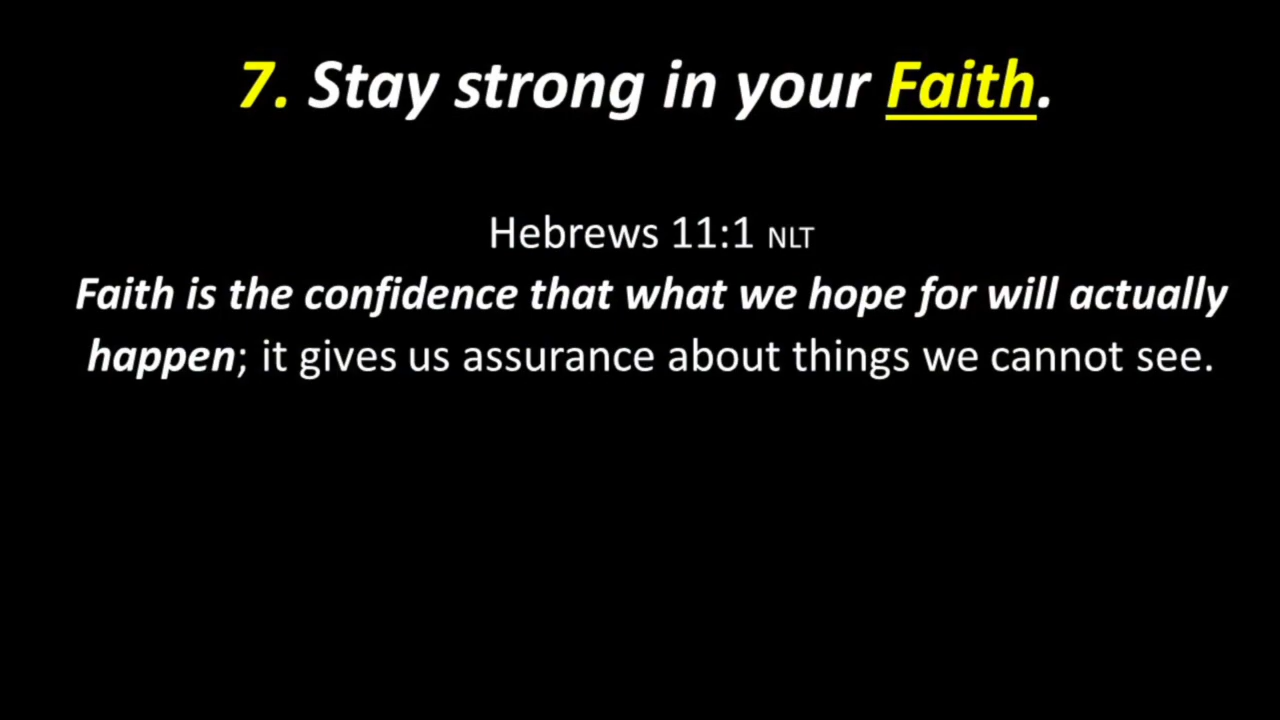 7. Stay strong in your Faith.
Hebrews 11:1 NLT
Faith is the confidence that what we hope for will actually
happen; it gives us assurance about things we cannot see.